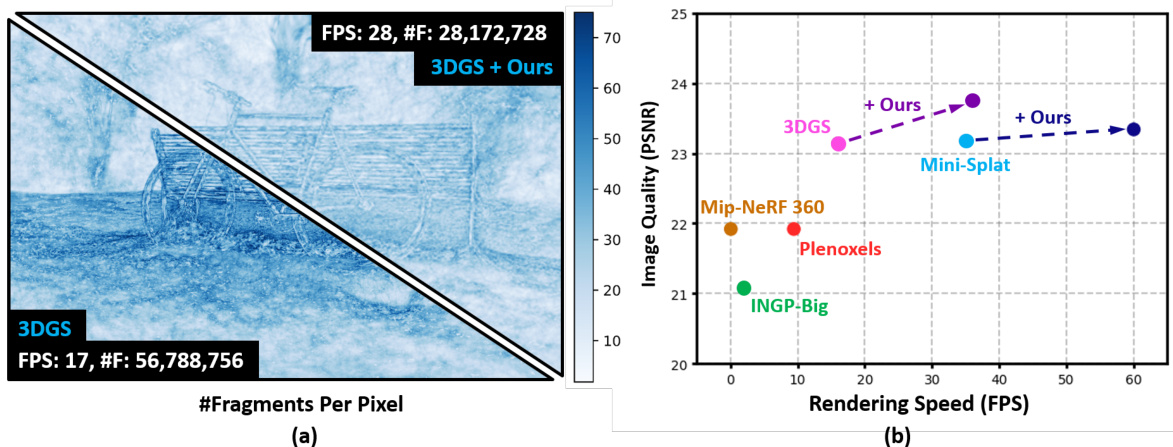 FPS: 28, #F: 28,172,728
3DGS + Ours
3DGS
FPS: 17, #F: 56,788,756
70
60
50
40
30
20
10
#Fragments Per Pixel
(a)
25
24
23
22
21
20
Image Quality (PSNR)
+ Ours
3DGS
+ Ours
Mini-Splat
Mip-NeRF 360
Plenoxels
INGP-Big
0 10 20 30 40 50 60
Rendering Speed (FPS)
(b)